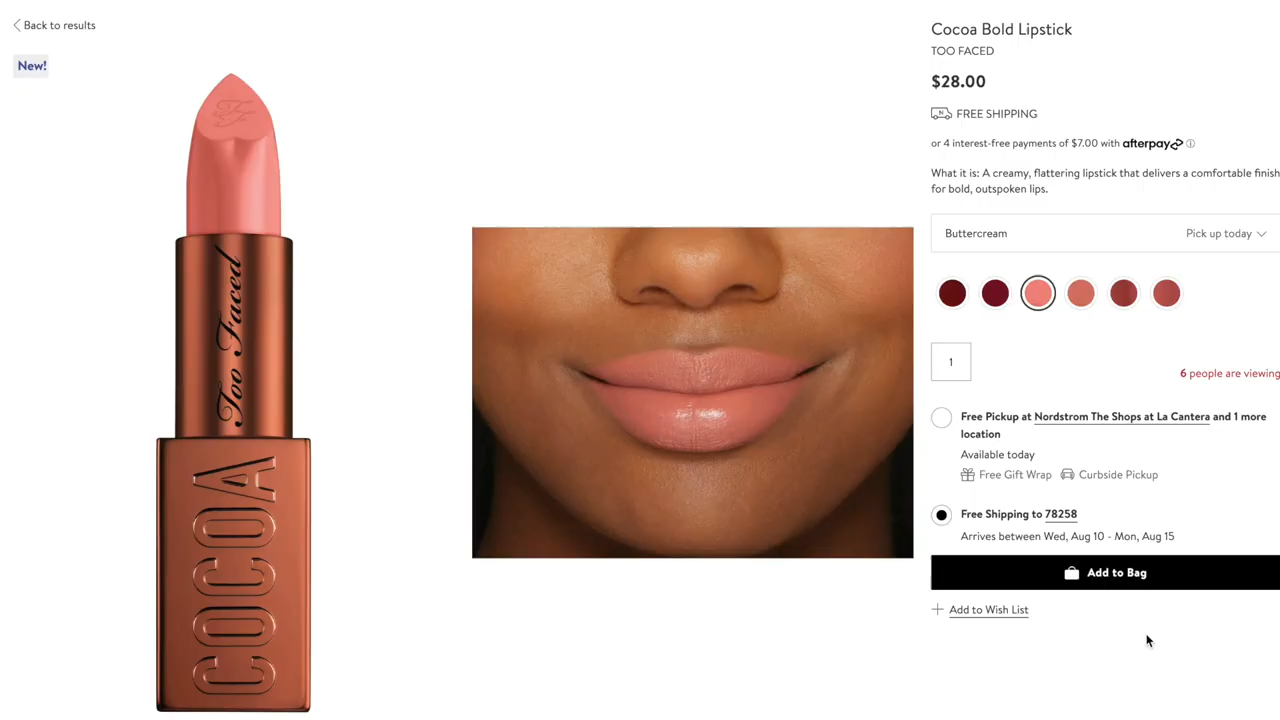 Back to results
New!
Too Faced
COCOA
Cocoa Bold Lipstick
TOO FACED
$28.00
FREE SHIPPING
or 4 interest-free payments of $7.00 with afterpay
What it is: A creamy, flattering lipstick that delivers a comfortable finish
for bold, outspoken lips.
Buttercream
Pick up today
1
6 people are viewing
Free Pickup at Nordstrom The Shops at La Cantera and 1 more
location
Available today
Free Gift Wrap Curbside Pickup
Free Shipping to 78258
Arrives between Wed, Aug 10 - Mon, Aug 15
Add to Bag
Add to Wish List